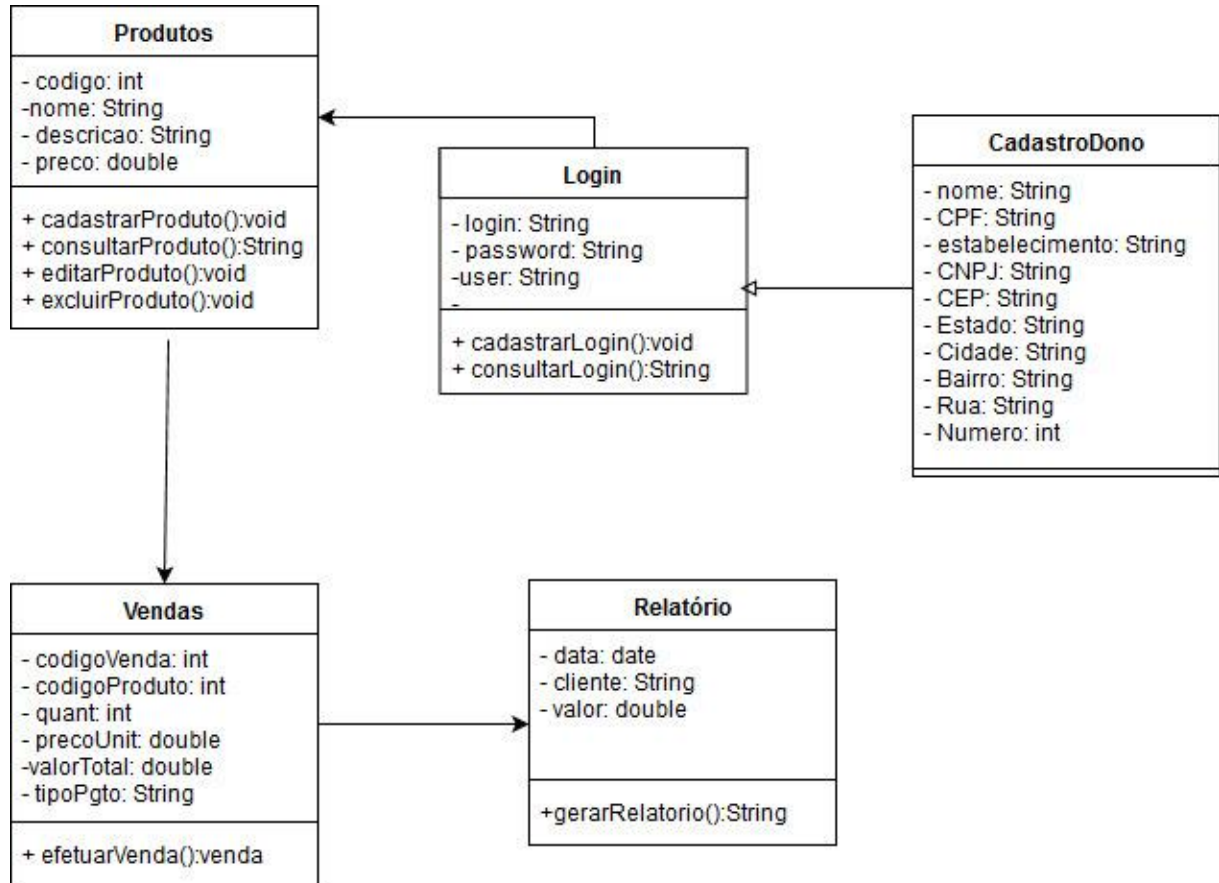 Produtos
- codigo: int
-nome: String
- descricao: String
- preco: double
+ cadastrarProduto():void
+ consultarProduto():String
+ editarProduto():void
+ excluirProduto():void
Login
- login: String
- password: String
-user: String
-
+ cadastrarLogin():void
+ consultarLogin():String
CadastroDono
- nome: String
- CPF: String
- estabelecimento: String
- CNPJ: String
- CEP: String
- Estado: String
- Cidade: String
- Bairro: String
- Rua: String
- Numero: int
Vendas
- codigoVenda: int
- codigoProduto: int
- quant: int
- precoUnit: double
-valorTotal: double
- tipoPgto: String
+ efetuarVenda():venda
Relatório
- data: date
- cliente: String
- valor: double
+gerarRelatorio():String